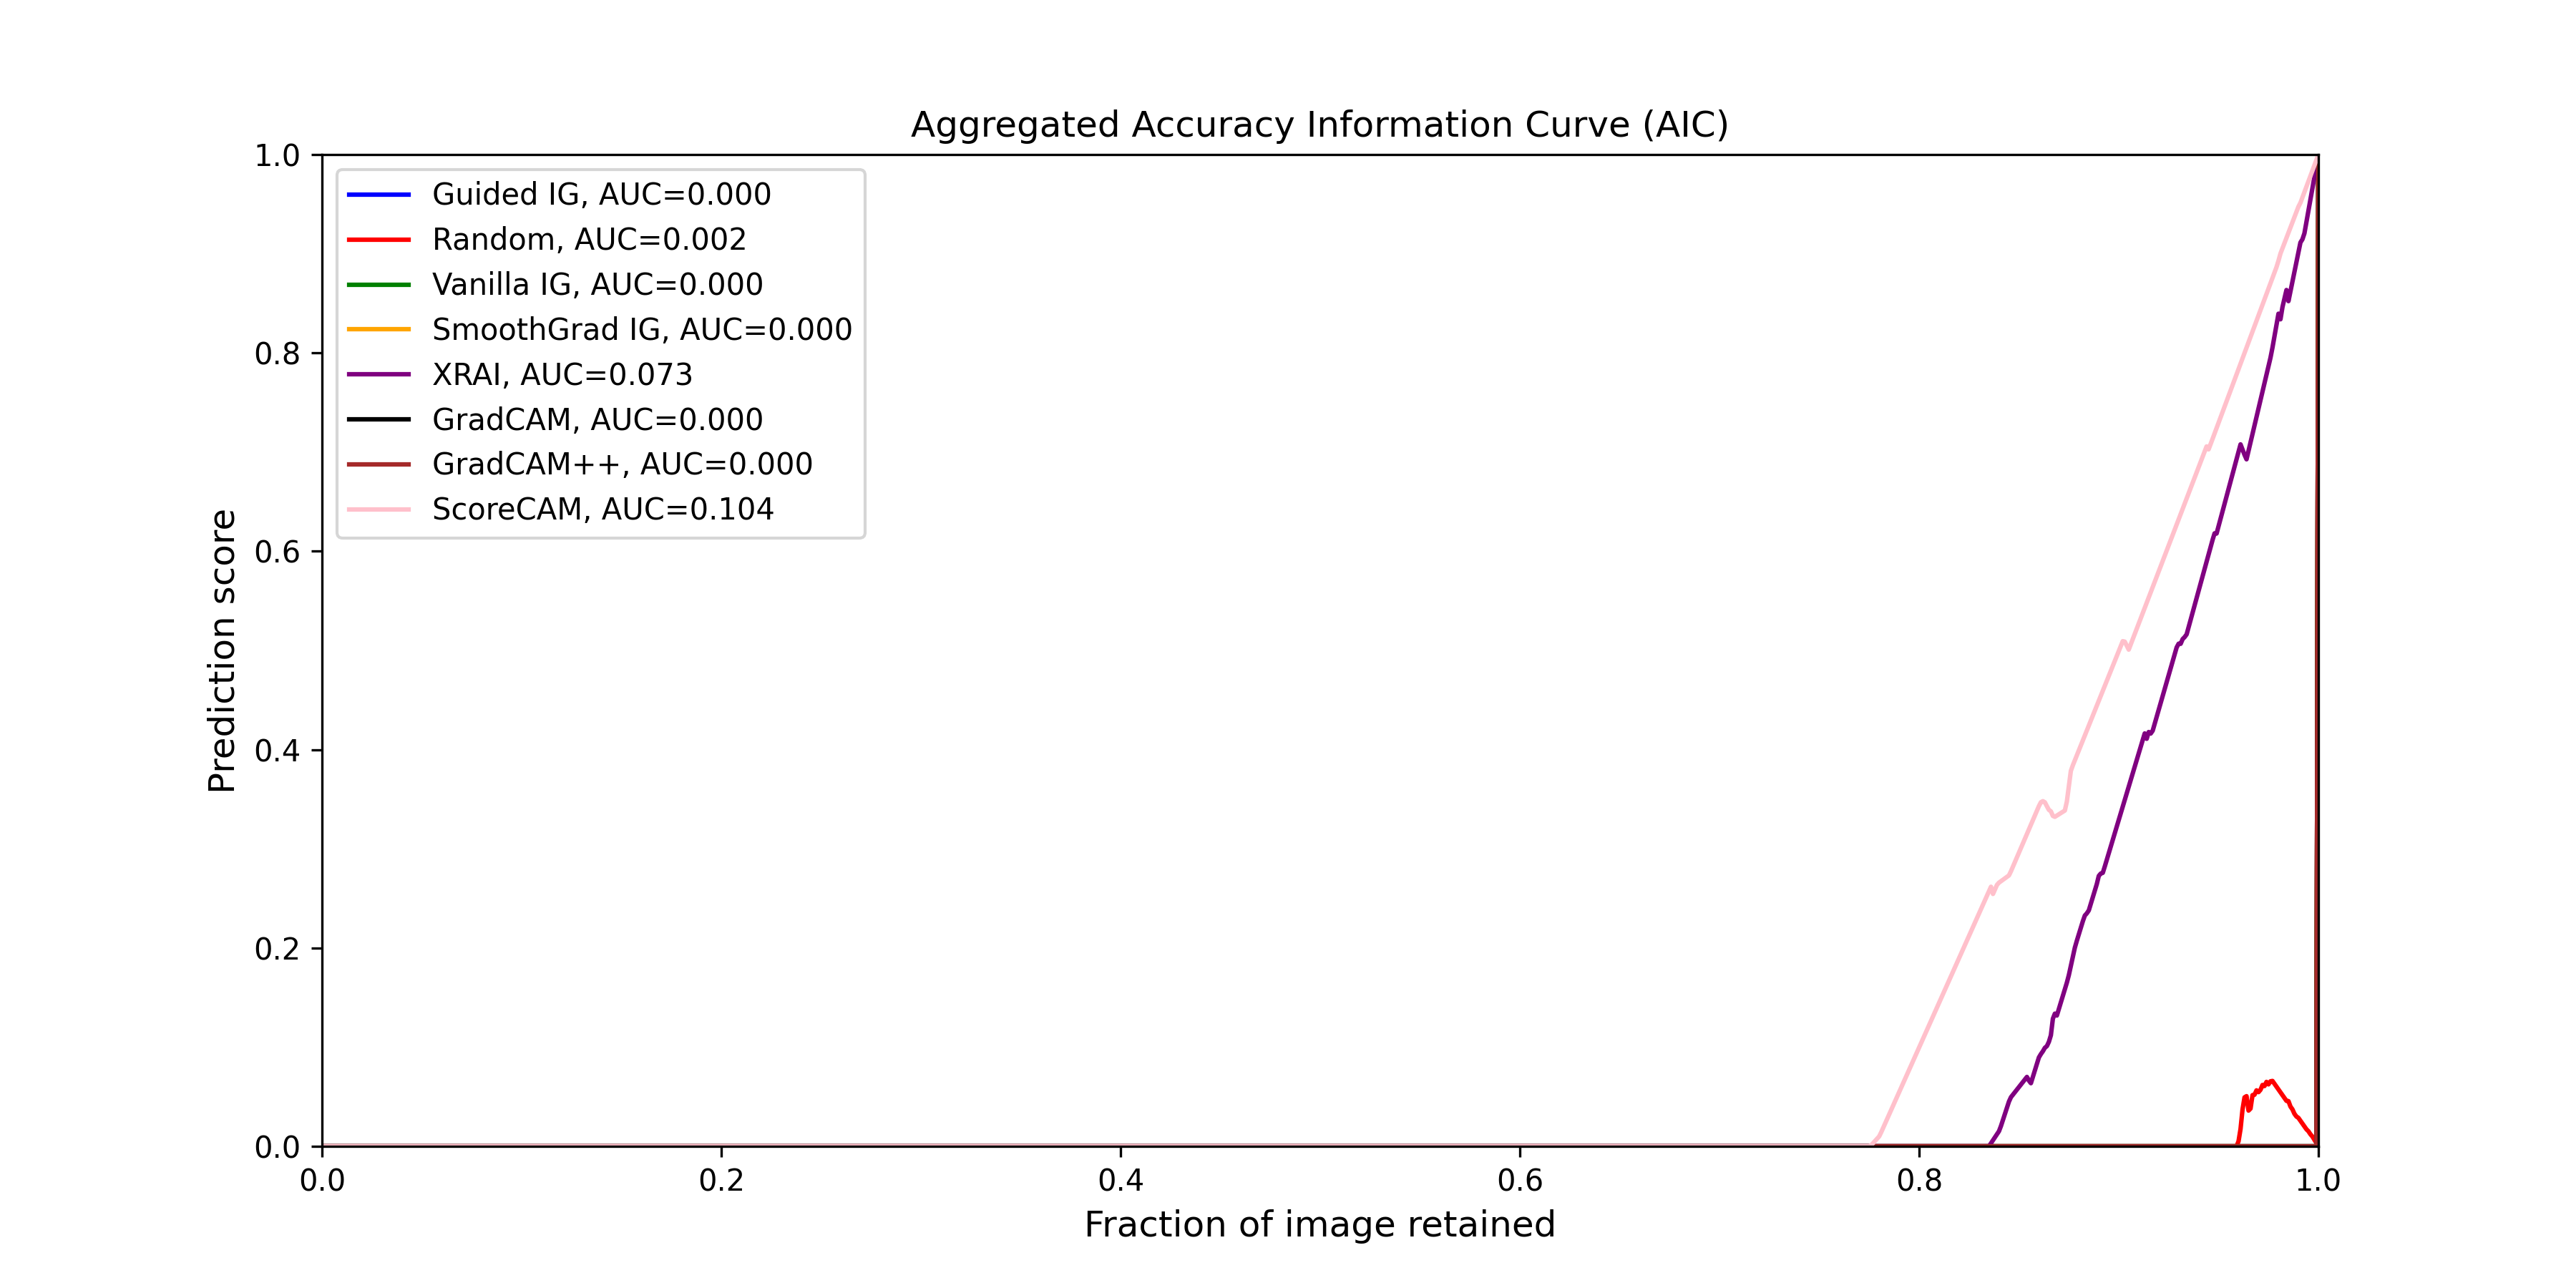 Aggregated Accuracy Information Curve (AIC)
1.0
0.8
0.6
0.4
0.2
0.0
Prediction score
Guided IG, AUC=0.000
Random, AUC=0.002
Vanilla IG, AUC=0.000
SmoothGrad IG, AUC=0.000
XRAI, AUC=0.073
GradCAM, AUC=0.000
GradCAM++, AUC=0.000
ScoreCAM, AUC=0.104
0.0 0.2 0.4 0.6 0.8 1.0
Fraction of image retained